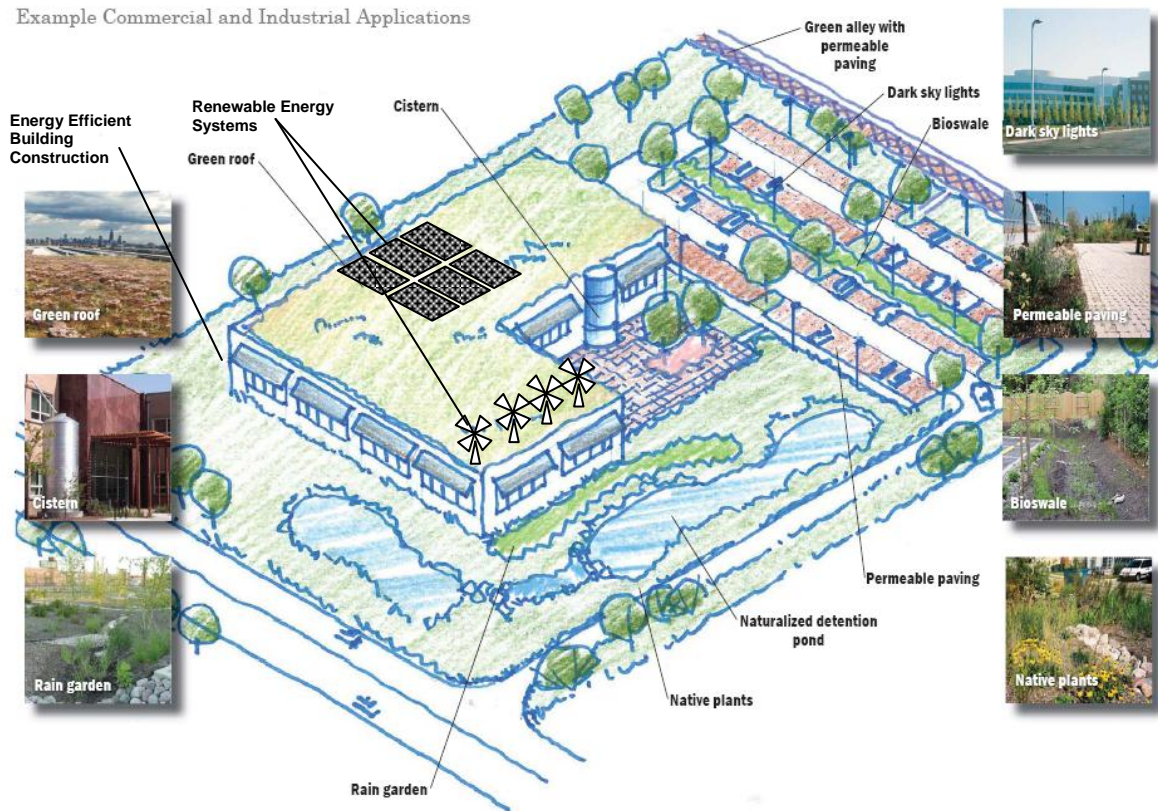 Example Commercial and Industrial Applications
Green alley with
permeable
paving
Dark sky lights
Dark sky lights
Renewable Energy
Systems
Cistern
Bioswale
Energy Efficient
Building
Construction
Green roof
Green roof
Permeable paving
Cistern
Bioswale
Permeable paving
Naturalized detention
pond
Rain garden
Native plants
Native plants
Rain garden